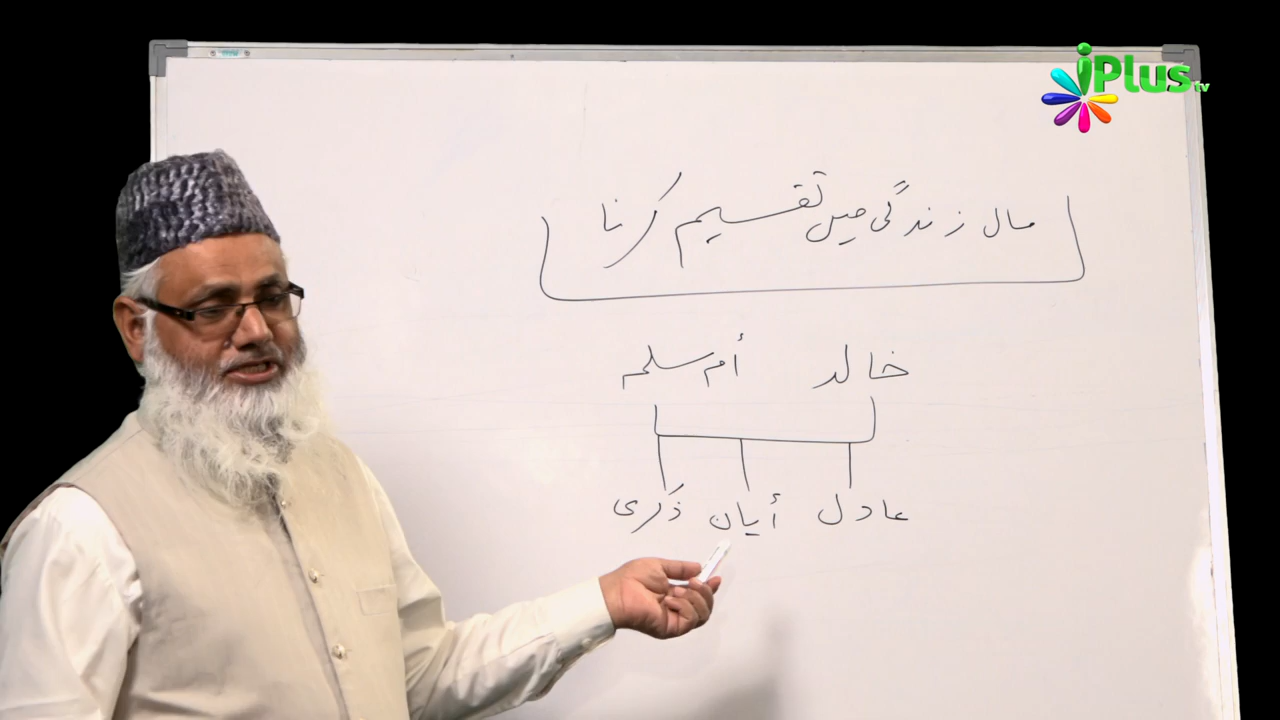 iPlus tv
مال زندگی میں تقسیم کرنا
خالد أم سلمہ
عادل أیان ذکری